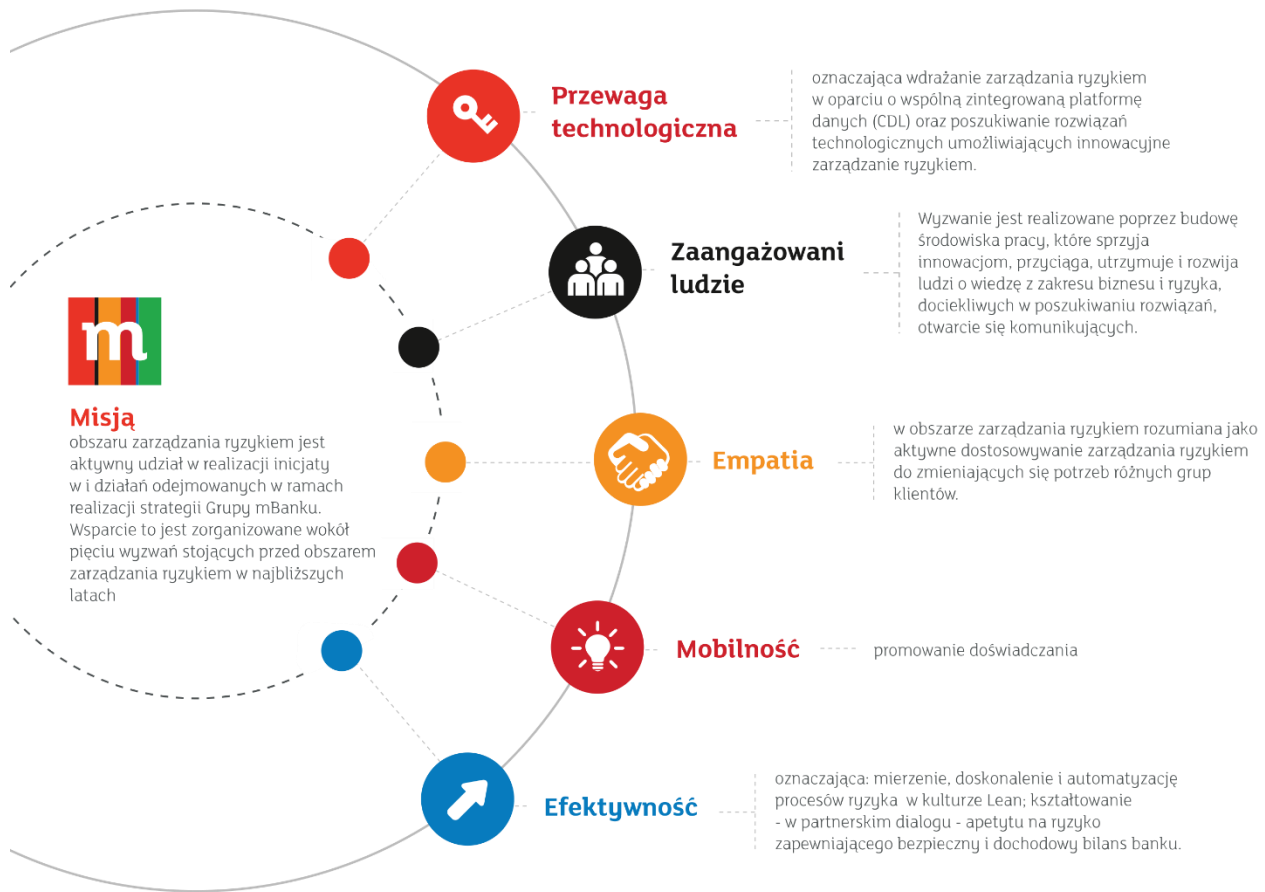 Przewaga
technologiczna
oznaczająca wdrażanie zarządzania ryzykiem
w oparciu o wspólną zintegrowaną platformę
danych (CDL) oraz poszukiwanie rozwiązań
technologicznych umożliwiających innowacyjne
zarządzanie ryzykiem.
Zaangażowani
ludzie
Wyzwanie jest realizowane poprzez budowę
środowiska pracy, które sprzyja
innowacjom, przyciąga, utrzymuje i rozwija
ludzi o wiedzę z zakresu biznesu i ryzyka,
dociekliwych w poszukiwaniu rozwiązań,
otwarcie się komunikujących.
m
Misją
obszaru zarządzania ryzykiem jest
aktywny udział w realizacji inicjaty
w i działań odejmowanych w ramach
realizacji strategii Grupy mBanku.
Wsparcie to jest zorganizowane wokół
pięciu wyzwań stojących przed obszarem
zarządzania ryzykiem w najbliższych
latach
Empatia
w obszarze zarządzania ryzykiem rozumiana jako
aktywne dostosowywanie zarządzania ryzykiem
do zmieniających się potrzeb różnych grup
klientów.
Mobilność
promowanie doświadczania
Efektywność
oznaczająca: mierzenie, doskonalenie i automatyzację
procesów ryzyka w kulturze Lean; kształtowanie
- w partnerskim dialogu - apetytu na ryzyko
zapewniającego bezpieczny i dochodowy bilans banku.